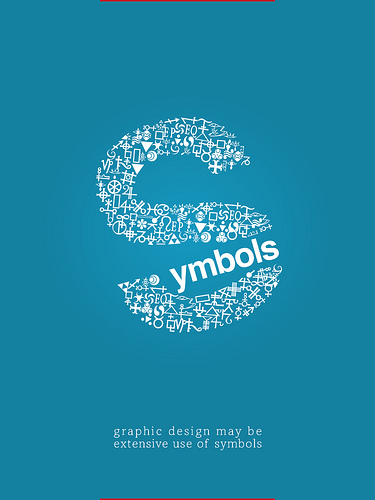 Symbols
graphic design may be
extensive use of symbols